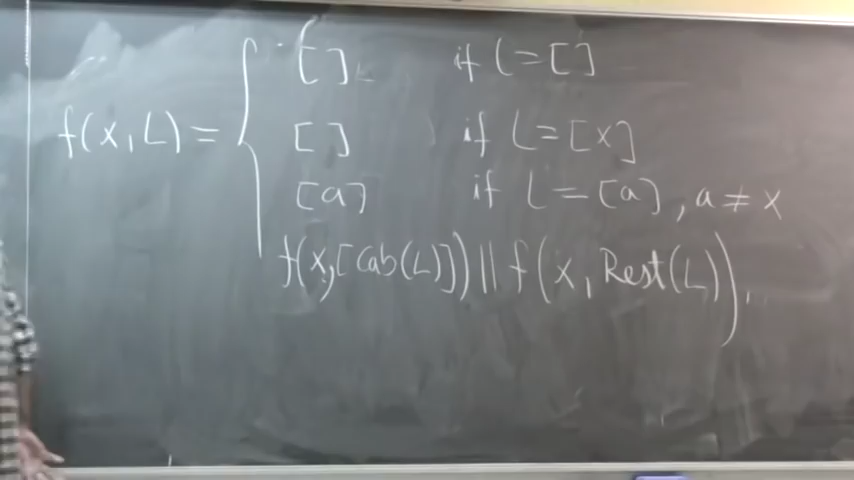 [] if L=[]
f(x,L)= [] if L=[x]
[a] if L=[a], a≠x
f(x,[Cab(L)])||f(x,Rest(L))...